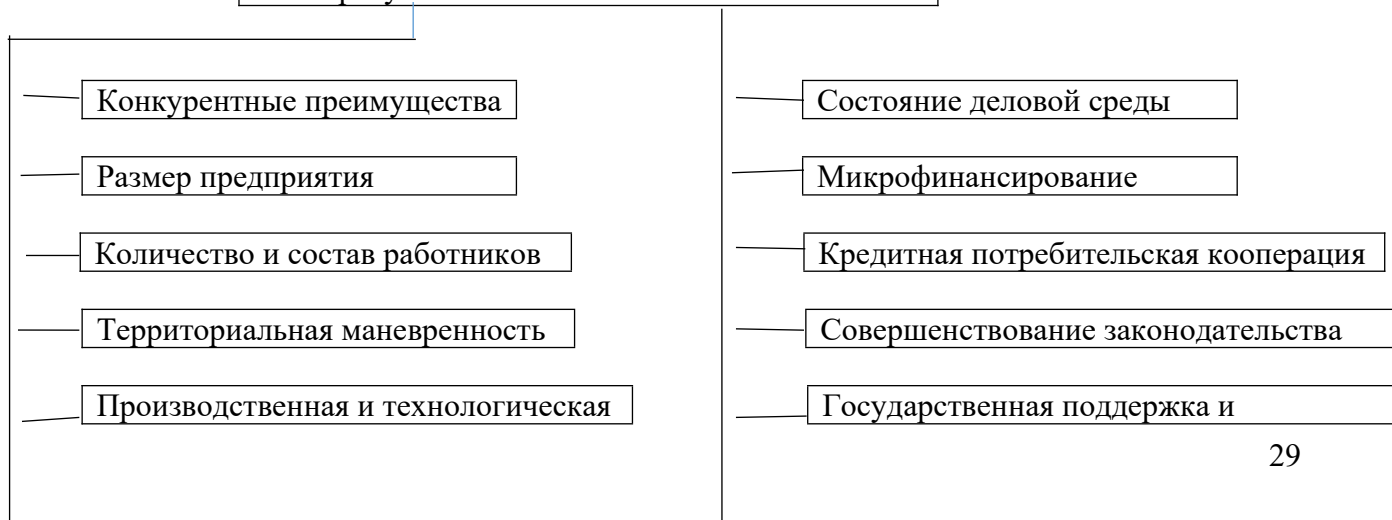 Конкурентные преимущества
Размер предприятия
Количество и состав работников
Территориальная маневренность
Производственная и технологическая
Состояние деловой среды
Микрофинансирование
Кредитная потребительская кооперация
Совершенствование законодательства
Государственная поддержка и
29